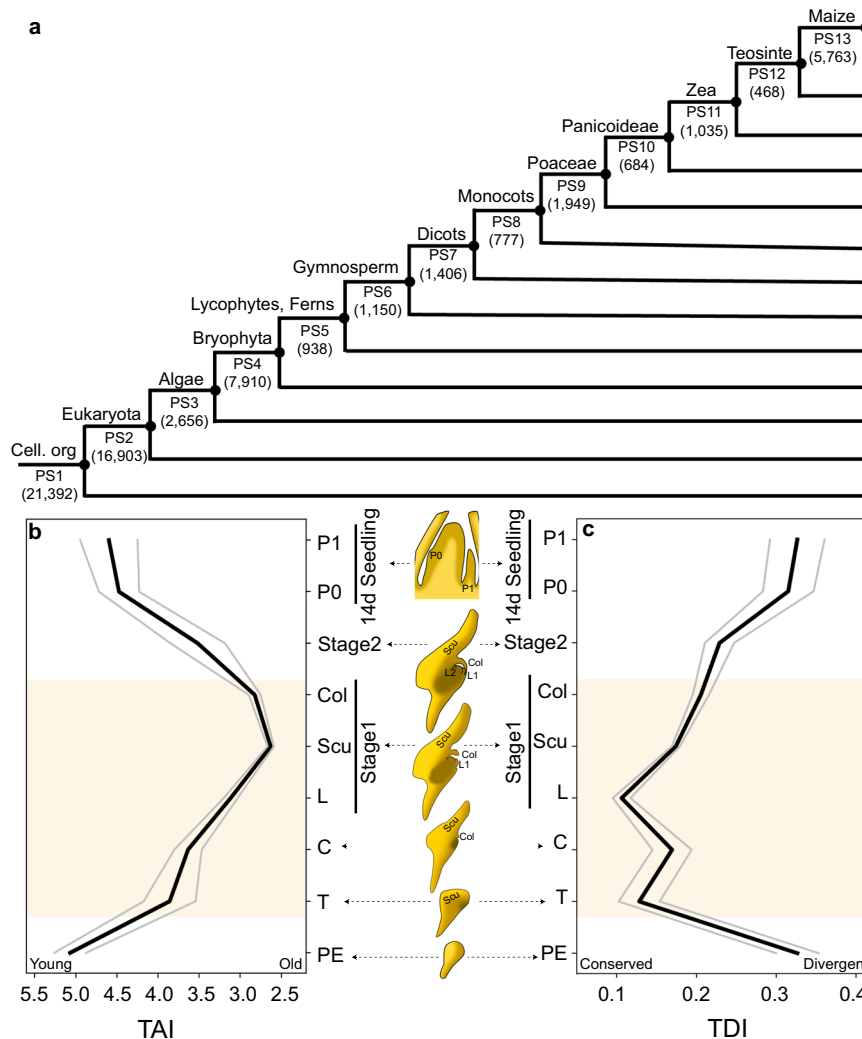 a
Maize
PS13
(5,763)
Teosinte
PS12
(468)
Zea
PS11
(1,035)
Panicoideae
PS10
(684)
Poaceae
PS9
(1,949)
Monocots
PS8
(777)
Dicots
PS7
(1,406)
Gymnosperm
PS6
(1,150)
Lycophytes, Ferns
PS5
(938)
Bryophyta
PS4
(7,910)
Algae
PS3
(2,656)
Eukaryota
PS2
(16,903)
Cell. org
PS1
(21,392)
b
P1
P0
14d Seedling
Stage2
Col
Scu
L
Stage1
C
T
PE
Young
Old
5.5 5.0 4.5 4.0 3.5 3.0 2.5
TAI
P0
P1
Scu
Col
L2
L1
Scu
Col
L1
Scu
Col
Scu
c
14d Seedling
P1
P0
Stage2
Stage1
Col
Scu
L
C
T
PE
Conserved
Divergen
0.1 0.2 0.3 0.4
TDI